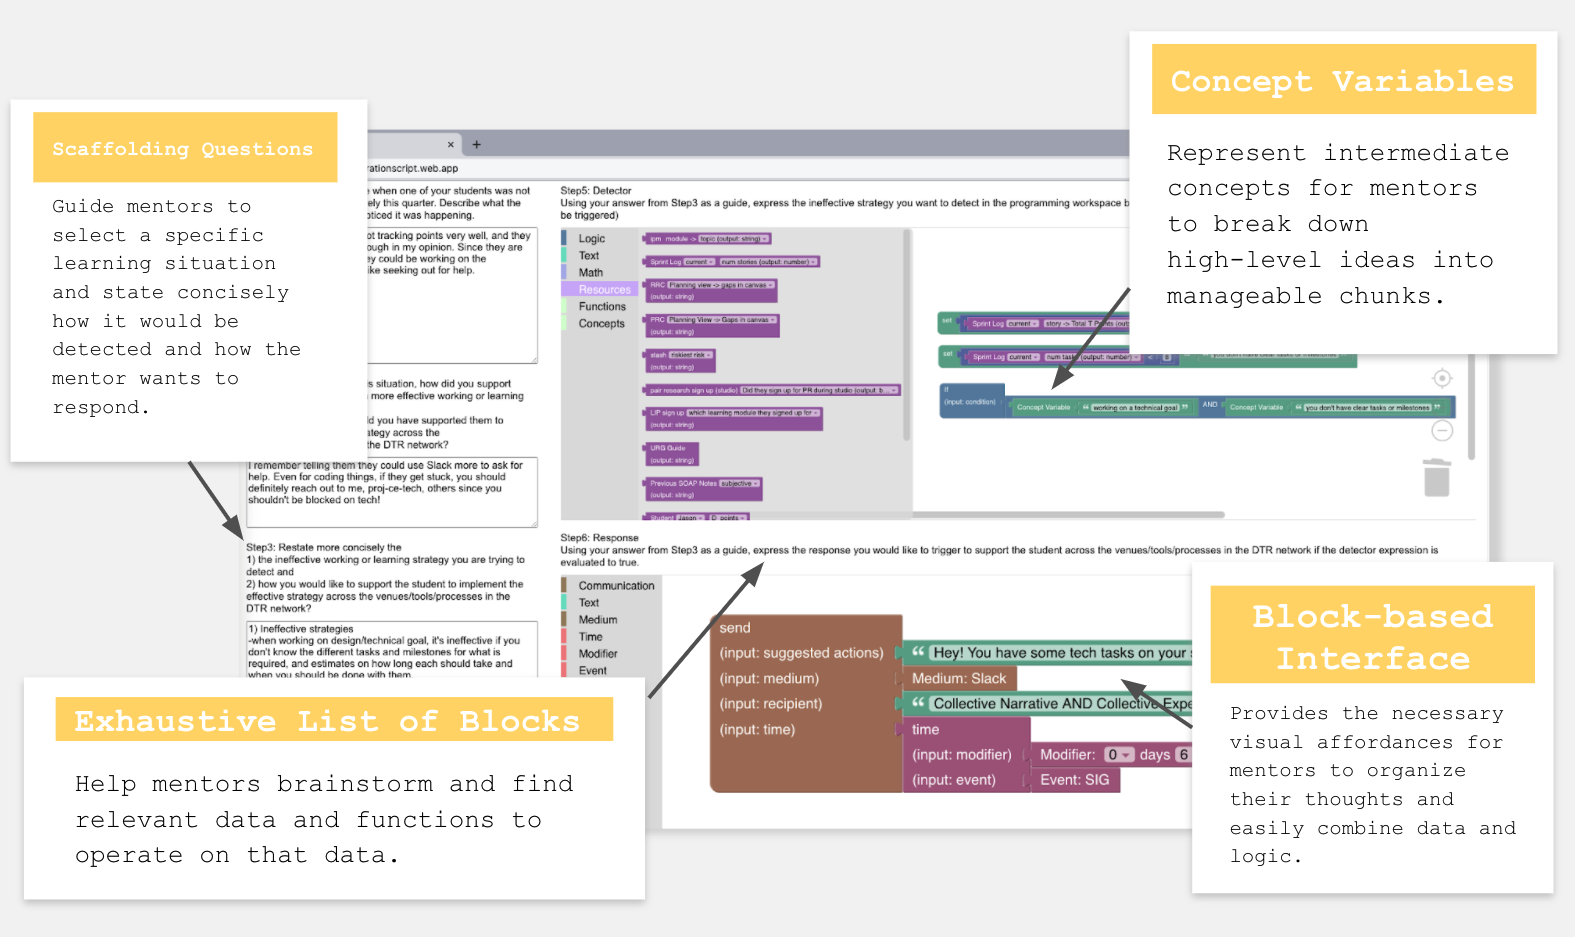 Concept Variables
Represent intermediate
concepts for mentors
to break down
high-level ideas into
manageable chunks.
Scaffolding Questions
Guide mentors to
select a specific
learning situation
and state concisely
how it would be
detected and how the
mentor wants to
respond.
× +
rationscript.web.app
when one of your students was not
ely this quarter. Describe what the
oticed it was happening.
ot tracking points very well, and they
ough in my opinion. Since they are
ey could be working on the
ike seeking out for help.
is situation, how did you support
more effective working or learning
ld you have supported them to
ategy across the
the DTR network?
I remember telling them they could use Slack more to ask for
help. Even for coding things, if they get stuck, you should
definitely reach out to me, proj-ce-tech, others since you
shouldn't be blocked on tech!
Step3: Restate more concisely the
1) the ineffective working or learning strategy you are trying to
detect and
2) how you would like to support the student to implement the
effective strategy across the venues/tools/processes in the
DTR network?
1) Ineffective strategies
-when working on design/technical goal, it's ineffective if you
don't know the different tasks and milestones for what is
required, and estimates on how long each should take and
when you should be done with them.
Step5: Detector
Using your answer from Step3 as a guide, express the ineffective strategy you want to detect in the programming workspace b
be triggered)
Logic
Text
Math
Resources
Functions
Concepts
ipm module -> topic (output: string)
Sprint Log current num stories (output: number)
RRC Planning view -> gaps in canvas
(output: string)
PRC Planning View -> Gaps in canvas
(output: string)
stash riskiest risk
(output: string)
pair research sign up (studio) Did they sign up for PR during studio (output: b...
LIP sign up which learning module they signed up for
(output: string)
URG Guide
(output: string)
Previous SOAP Notes subjective
(output: string)
Student Jason D_points
set Sprint Log current story -> Total T Points (out
set Sprint Log current num tasks (output: number) < 8 you don't have clear tasks or milestones
if
(input: condition) Concept Variable “ working on a technical goal ” AND Concept Variable “ you don't have clear tasks or milestones ”
Step6: Response
Using your answer from Step3 as a guide, express the response you would like to trigger to support the student across the venues/tools/processes in the DTR network if the detector expression is
evaluated to true.
Communication
Text
Medium
Time
Modifier
Event
send
(input: suggested actions) “ Hey! You have some tech tasks on your
(input: medium) Medium: Slack
(input: recipient) “ Collective Narrative AND Collective Expe
(input: time) time
(input: modifier) Modifier: 0 days 6
(input: event) Event: SIG
Exhaustive List of Blocks
Help mentors brainstorm and find
relevant data and functions to
operate on that data.
Block-based
Interface
Provides the necessary
visual affordances for
mentors to organize
their thoughts and
easily combine data and
logic.